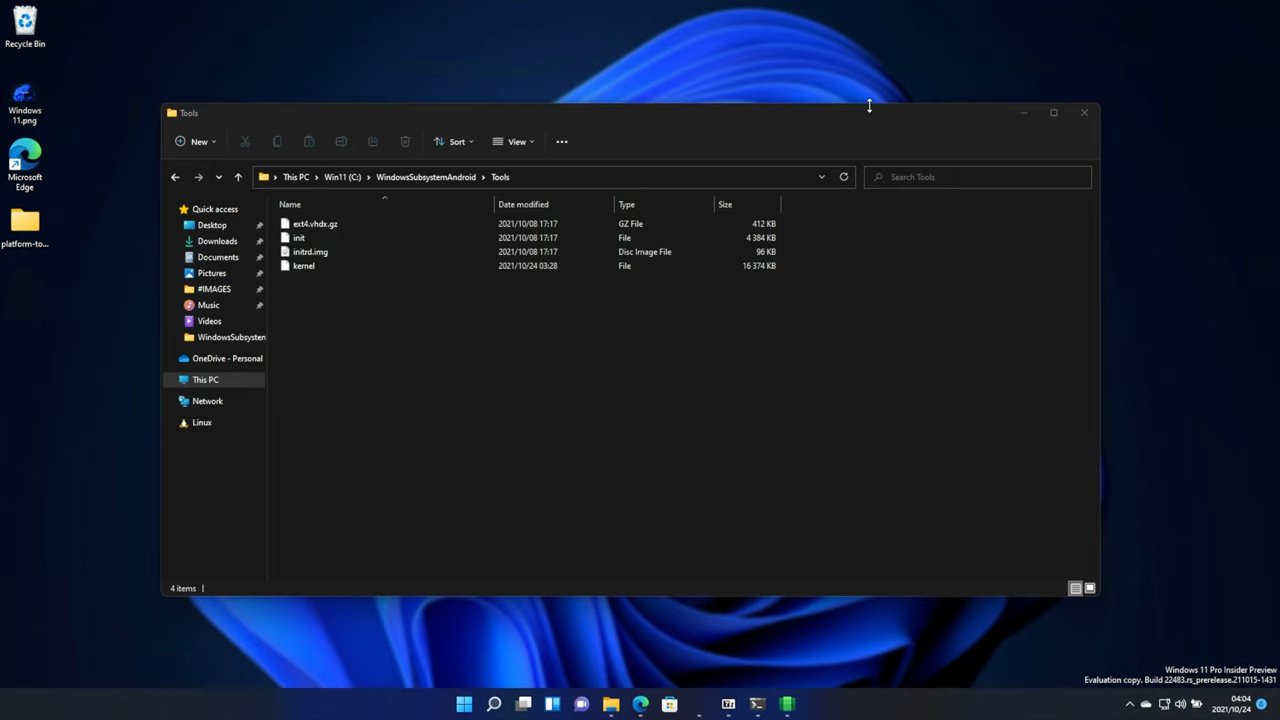 Recycle Bin
Windows
11.png
Microsoft
Edge
platform-to...
Tools
New
Sort
View
This PC
Win11 (C:)
WindowsSubsystemAndroid
Tools
Search Tools
Name Date modified Type Size
ext4.vhdx.gz 2021/10/08 17:17 GZ File 412 KB
init 2021/10/08 17:17 File 4 384 KB
initrd.img 2021/10/08 17:17 Disc Image File 96 KB
kernel 2021/10/24 03:28 File 16 374 KB
Quick access
Desktop
Downloads
Documents
Pictures
#IMAGES
Music
Videos
WindowsSubsystem
OneDrive - Personal
This PC
Network
Linux
4 items
Windows 11 Pro Insider Preview
Evaluation copy. Build 22483.rs_prerelease.211015-1431
7z
04:04
2021/10/24